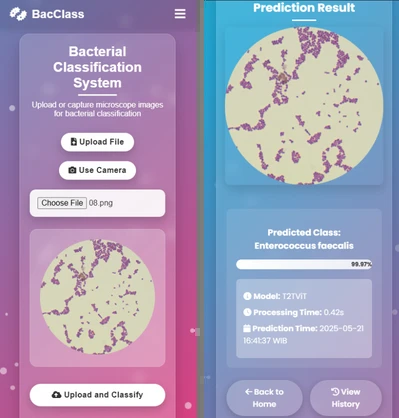 BacClass
Bacterial
Classification
System
Upload or capture microscope images
for bacterial classification
Upload File
Use Camera
Choose File 08.png
Upload and Classify
Prediction Result
Predicted Class:
Enterococcus faecalis
99.97%
Model: T2TViT
Processing Time: 0.42s
Prediction Time: 2025-05-21
16:41:37 WIB
Back to
Home
View
History